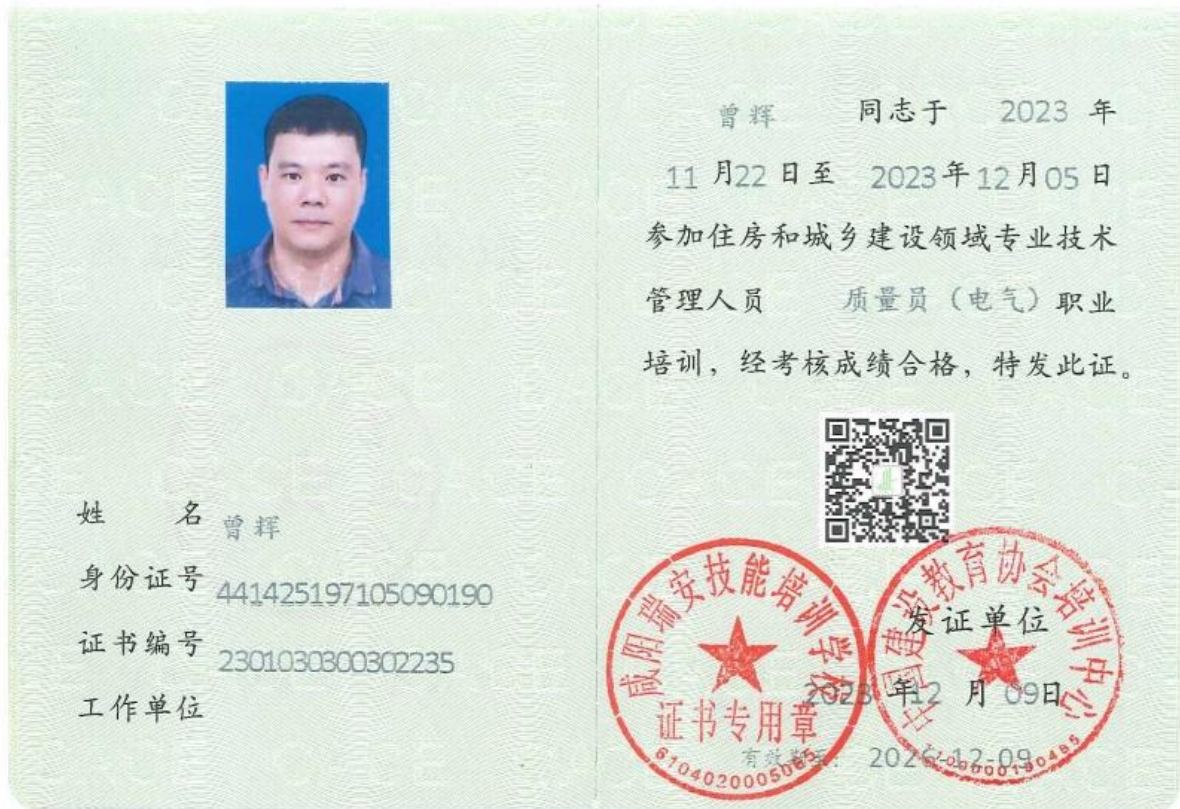 姓 名 曾辉
身份证号 441425197105090190
证书编号 2301030300302235
工作单位
曾辉 同志于 2023 年
11 月22 日至 2023年12月05日
参加住房和城乡建设领域专业技术
管理人员 质量员（电气）职业
培训，经考核成绩合格，特发此证。
咸阳瑞安技能培训学校
证书专用章
6104020005065
中国建设教育协会培训中心
发证单位
2023 年12 月 09日
有效期至： 2026-12-09